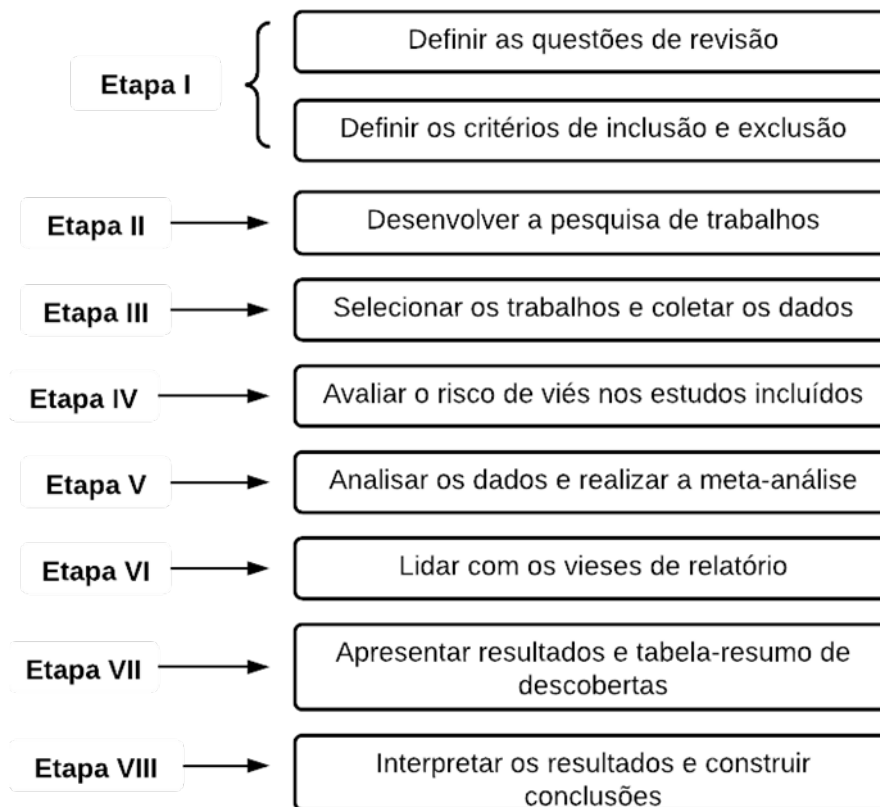 Definir as questões de revisão
Etapa I
Definir os critérios de inclusão e exclusão
Etapa II
Desenvolver a pesquisa de trabalhos
Etapa III
Selecionar os trabalhos e coletar os dados
Etapa IV
Avaliar o risco de viés nos estudos incluídos
Etapa V
Analisar os dados e realizar a meta-análise
Etapa VI
Lidar com os vieses de relatório
Etapa VII
Apresentar resultados e tabela-resumo de
descobertas
Etapa VIII
Interpretar os resultados e construir
conclusões